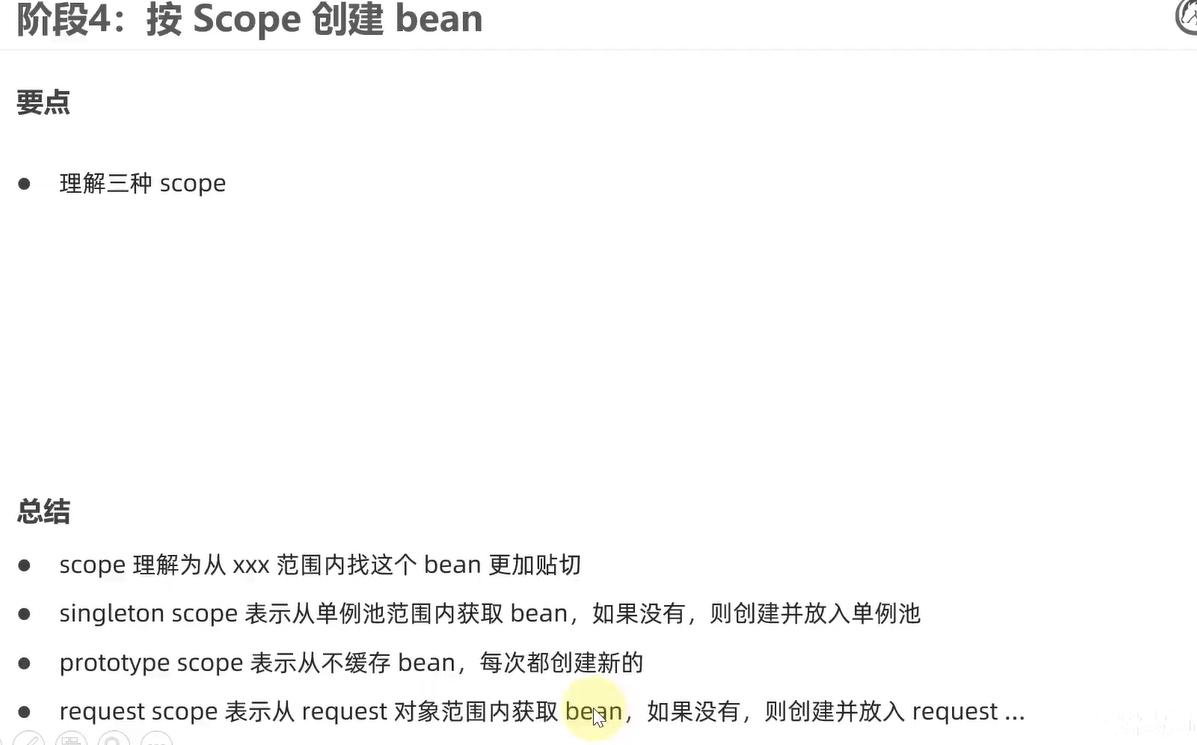 阶段4：按 Scope 创建 bean
要点
● 理解三种 scope
总结
● scope 理解为从 xxx 范围内找这个 bean 更加贴切
● singleton scope 表示从单例池范围内获取 bean，如果没有，则创建并放入单例池
● prototype scope 表示从不缓存 bean，每次都创建新的
● request scope 表示从 request 对象范围内获取 bean，如果没有，则创建并放入 request ...